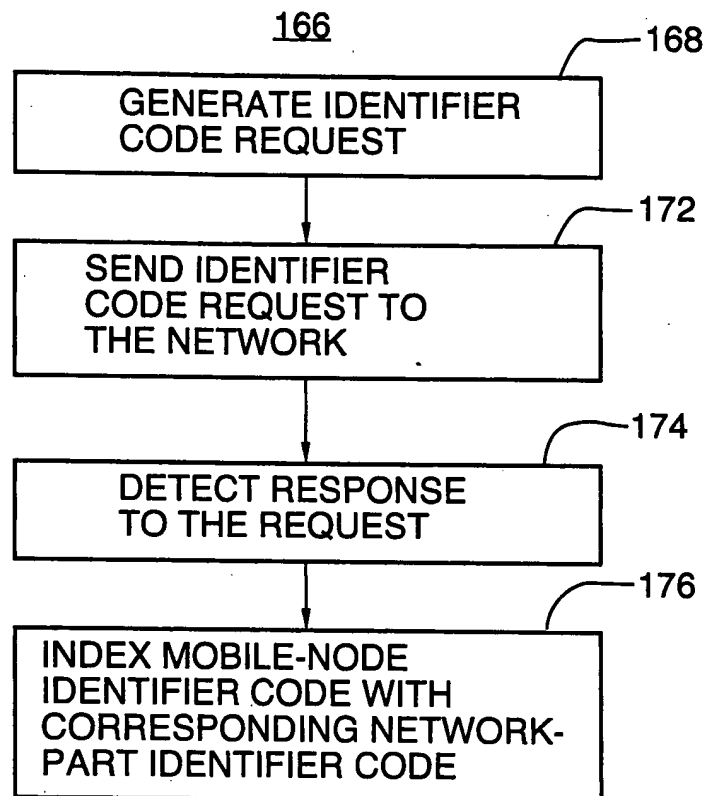 166
168
GENERATE IDENTIFIER
CODE REQUEST
172
SEND IDENTIFIER
CODE REQUEST TO
THE NETWORK
174
DETECT RESPONSE
TO THE REQUEST
176
INDEX MOBILE-NODE
IDENTIFIER CODE WITH
CORRESPONDING NETWORK-
PART IDENTIFIER CODE